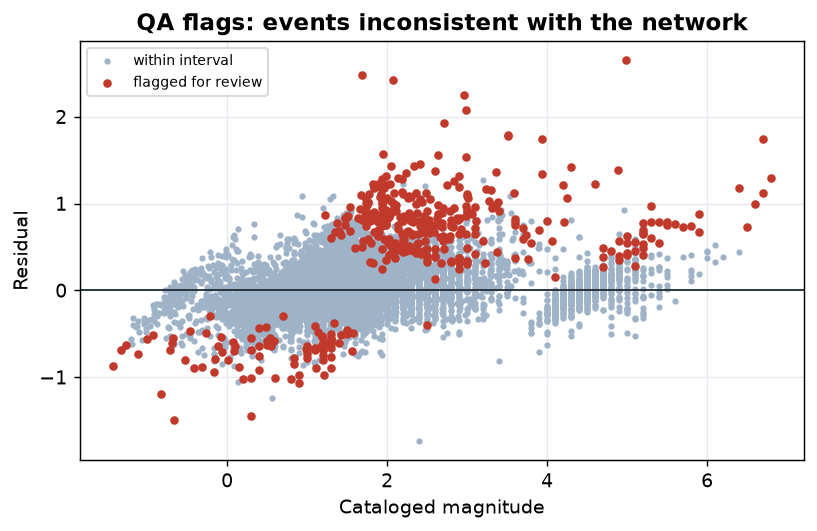 QA flags: events inconsistent with the network
within interval
flagged for review
Residual
2
1
0
−1
0
2
4
6
Cataloged magnitude